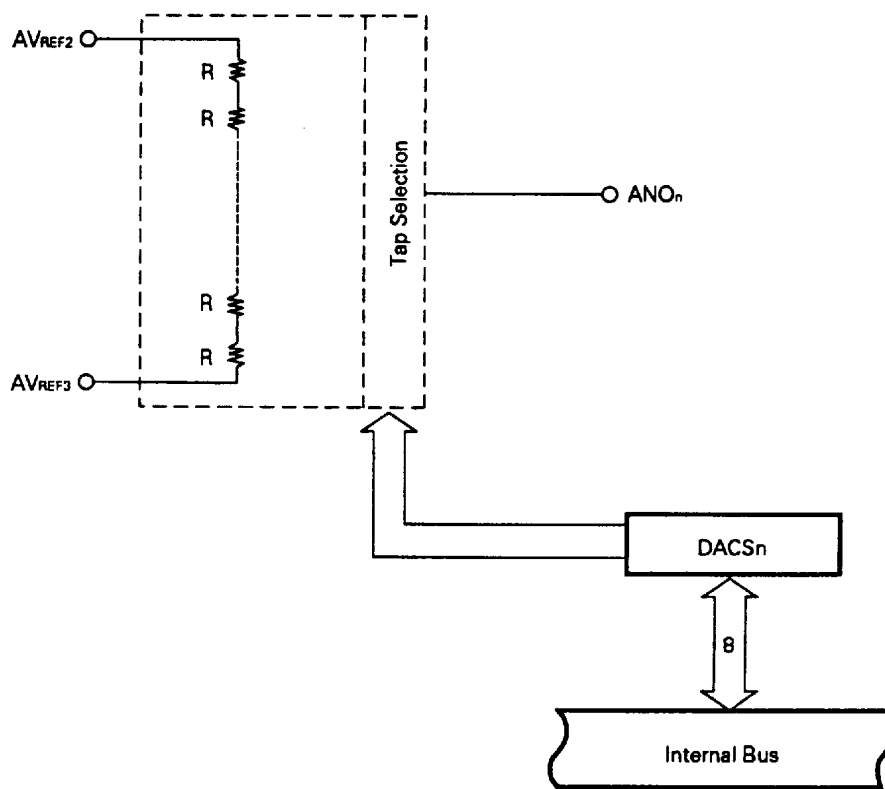 AVREF2
R
R
Tap Selection
ANOn
R
R
AVREF3
DACSn
8
Internal Bus